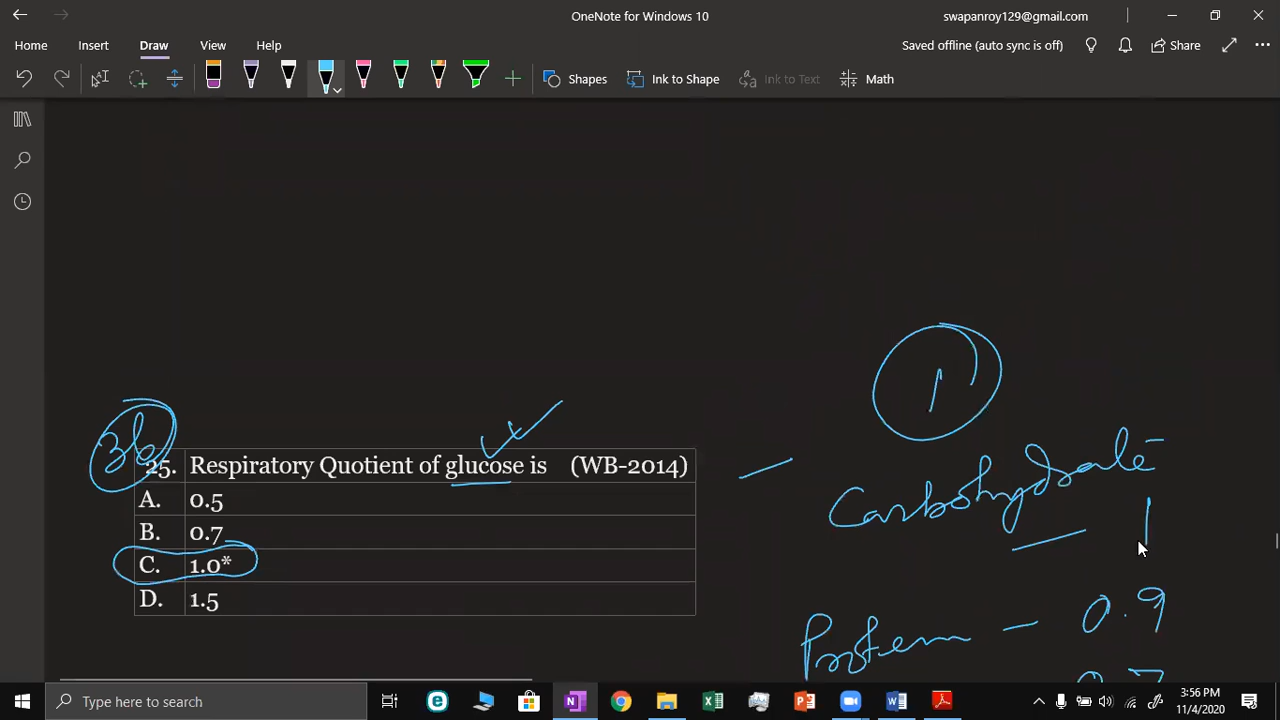 OneNote for Windows 10
swapanroy129@gmail.com
Home Insert Draw View Help
Saved offline (auto sync is off)
Share
Shapes
Ink to Shape
Ink to Text
Math
1
25. Respiratory Quotient of glucose is (WB-2014)
A. 0.5
B. 0.7
C. 1.0*
D. 1.5
Carbohydrate -
1
Protein - 0.9
Type here to search
3:56 PM
11/4/2020